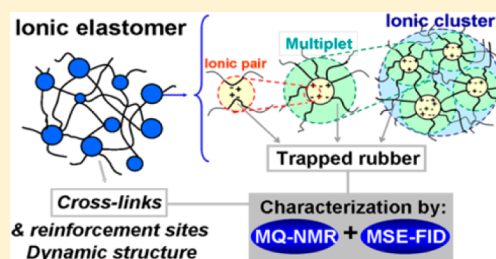 Ionic elastomer
Ionic pair
Multiplet
Ionic cluster
Trapped rubber
Cross-links
& reinforcement sites
Dynamic structure
Characterization by:
MQ-NMR + MSE-FID